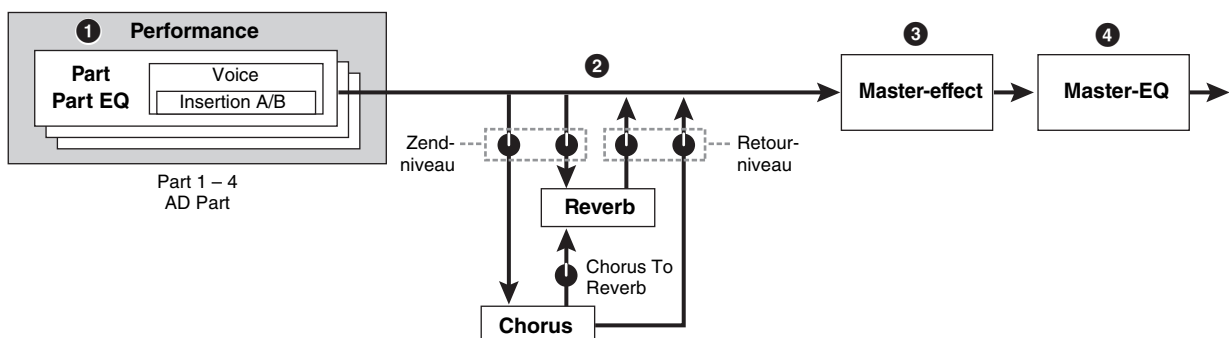 1 Performance
Part
Part EQ
Voice
Insertion A/B
Part 1 – 4
AD Part
2
Zend-
niveau
Retour-
niveau
Reverb
Chorus To
Reverb
Chorus
3
Master-effect
4
Master-EQ